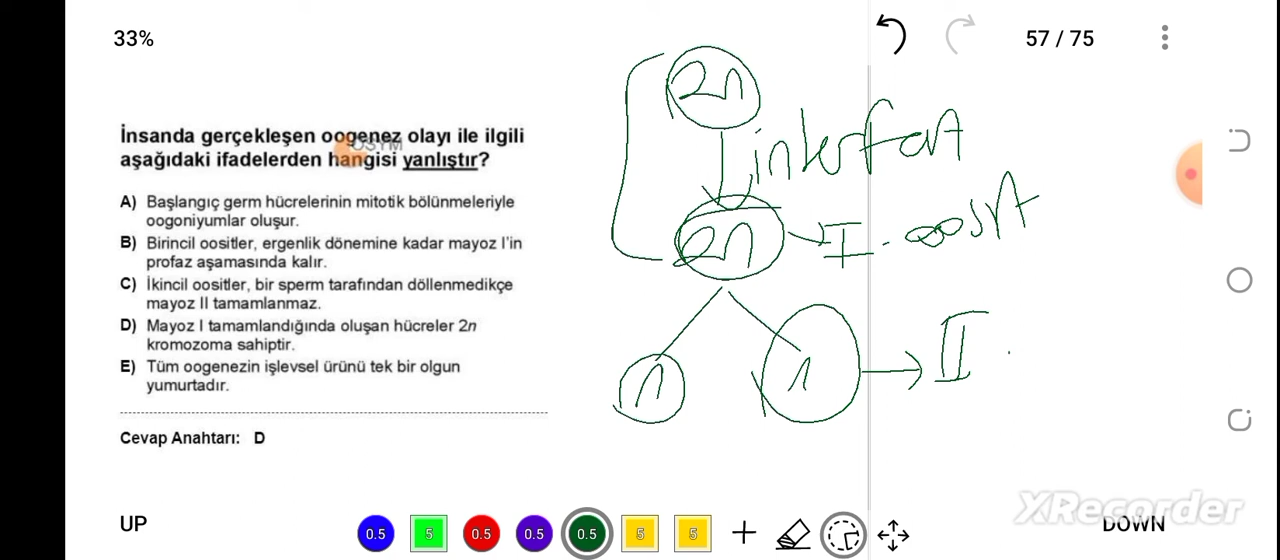 33%
57 / 75
İnsanda gerçekleşen oogenez olayı ile ilgili
aşağıdaki ifadelerden hangisi yanlıştır?
ÖSYM
A) Başlangıç germ hücrelerinin mitotik bölünmeleriyle
oogoniyumlar oluşur.
B) Birincil oositler, ergenlik dönemine kadar mayoz I'in
profaz aşamasında kalır.
C) İkincil oositler, bir sperm tarafından döllenmedikçe
mayoz II tamamlanmaz.
D) Mayoz I tamamlandığında oluşan hücreler 2n
kromozoma sahiptir.
E) Tüm oogenezin işlevsel ürünü tek bir olgun
yumurtadır.
Cevap Anahtarı: D
2n
2n
I. oosit
n
II
UP
0.5
5
0.5
0.5
0.5
5
5
DOWN
XRecorder